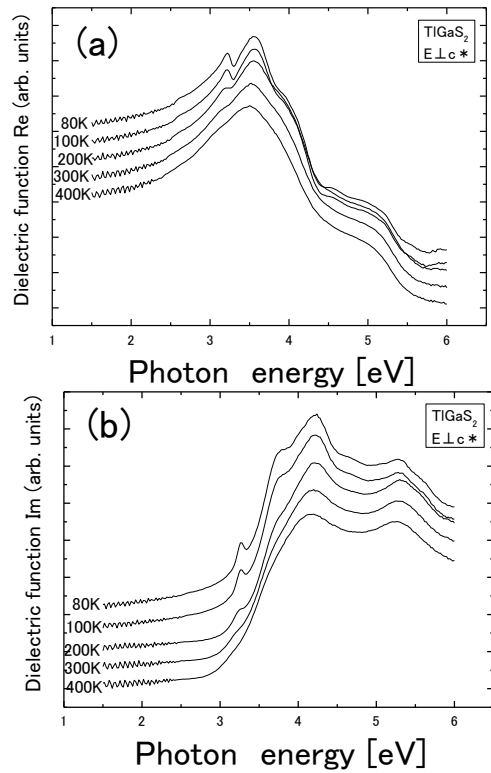 (a)
TlGaS2
E⊥c*
Dielectric function Re (arb. units)
80K
100K
200K
300K
400K
1 2 3 4 5 6
Photon energy [eV]
(b)
TlGaS2
E⊥c*
Dielectric function Im (arb. units)
80K
100K
200K
300K
400K
1 2 3 4 5 6
Photon energy [eV]